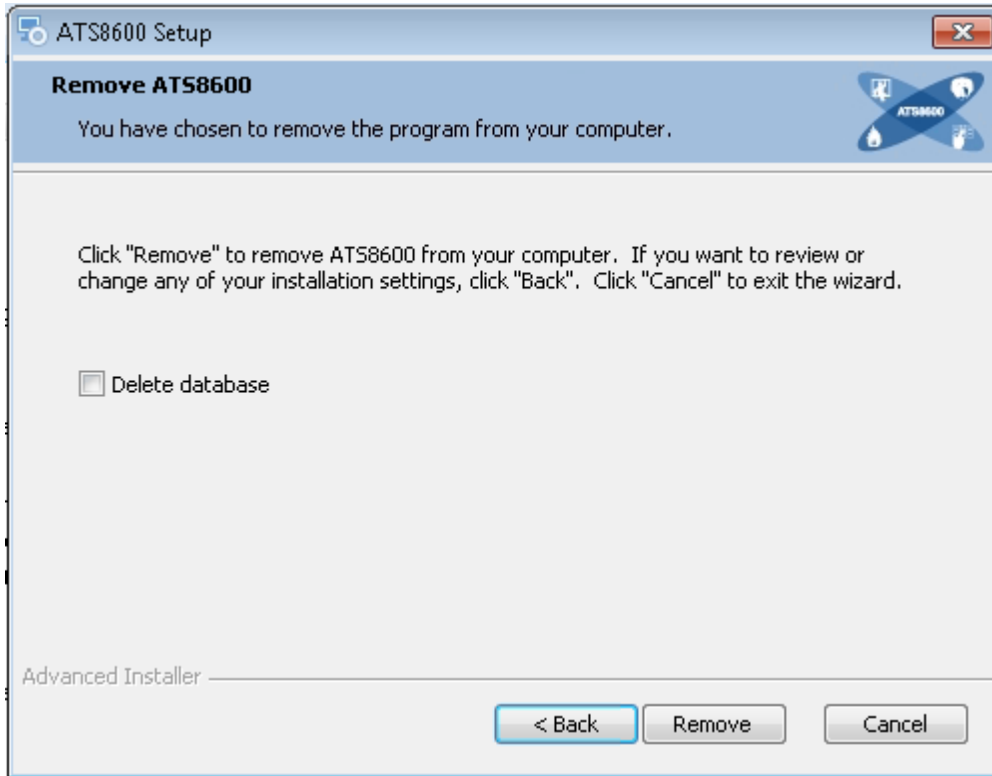 ATS8600 Setup
Remove ATS8600
You have chosen to remove the program from your computer.
ATS8600
Click "Remove" to remove ATS8600 from your computer.  If you want to review or
change any of your installation settings, click "Back".  Click "Cancel" to exit the wizard.
Delete database
Advanced Installer
< Back
Remove
Cancel